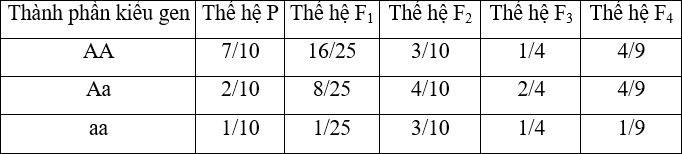 Thành phần kiểu gen Thế hệ P Thế hệ F1 Thế hệ F2 Thế hệ F3 Thế hệ F4
AA 7/10 16/25 3/10 1/4 4/9
Aa 2/10 8/25 4/10 2/4 4/9
aa 1/10 1/25 3/10 1/4 1/9